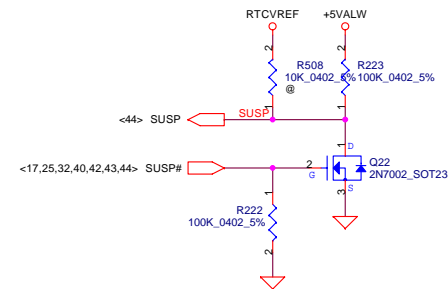 RTCVREF
+5VALW
2
2
R508
10K_0402_5%
@
R223
100K_0402_5%
1
1
<44> SUSP
SUSP
1
D
Q22
2N7002_SOT23
<17,25,32,40,42,43,44> SUSP#
2
G
S
3
1
R222
100K_0402_5%
2